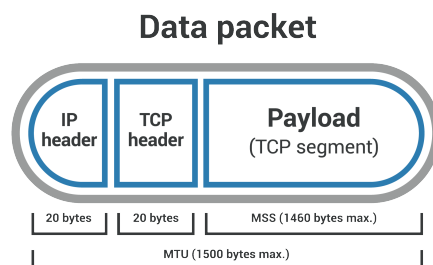 Data packet
IP
header
TCP
header
Payload
(TCP segment)
20 bytes
20 bytes
MSS (1460 bytes max.)
MTU (1500 bytes max.)